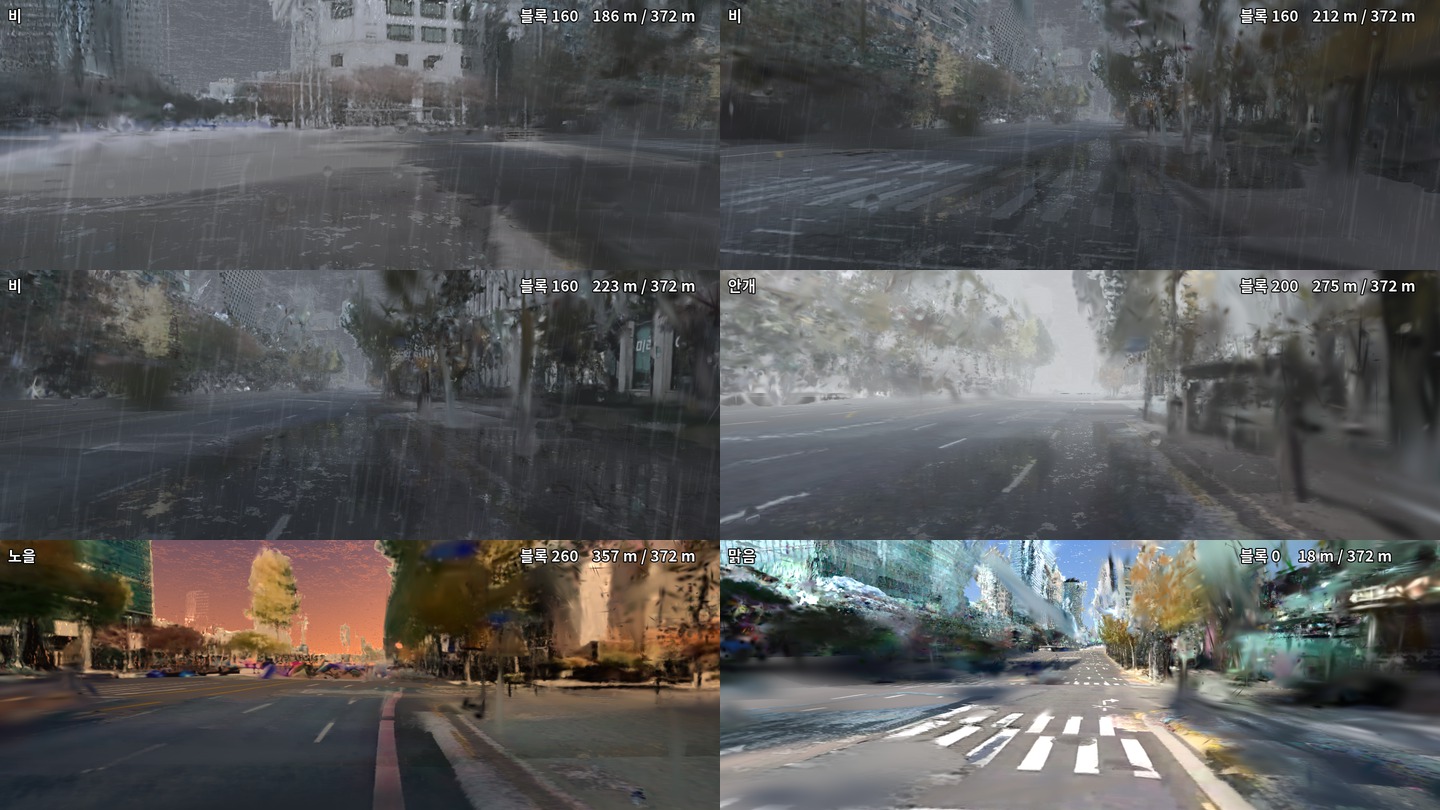 비 블록 160 186 m / 372 m
비 블록 160 212 m / 372 m
비 블록 160 223 m / 372 m
안개 블록 200 275 m / 372 m
노을 블록 260 357 m / 372 m
맑음 블록 0 18 m / 372 m